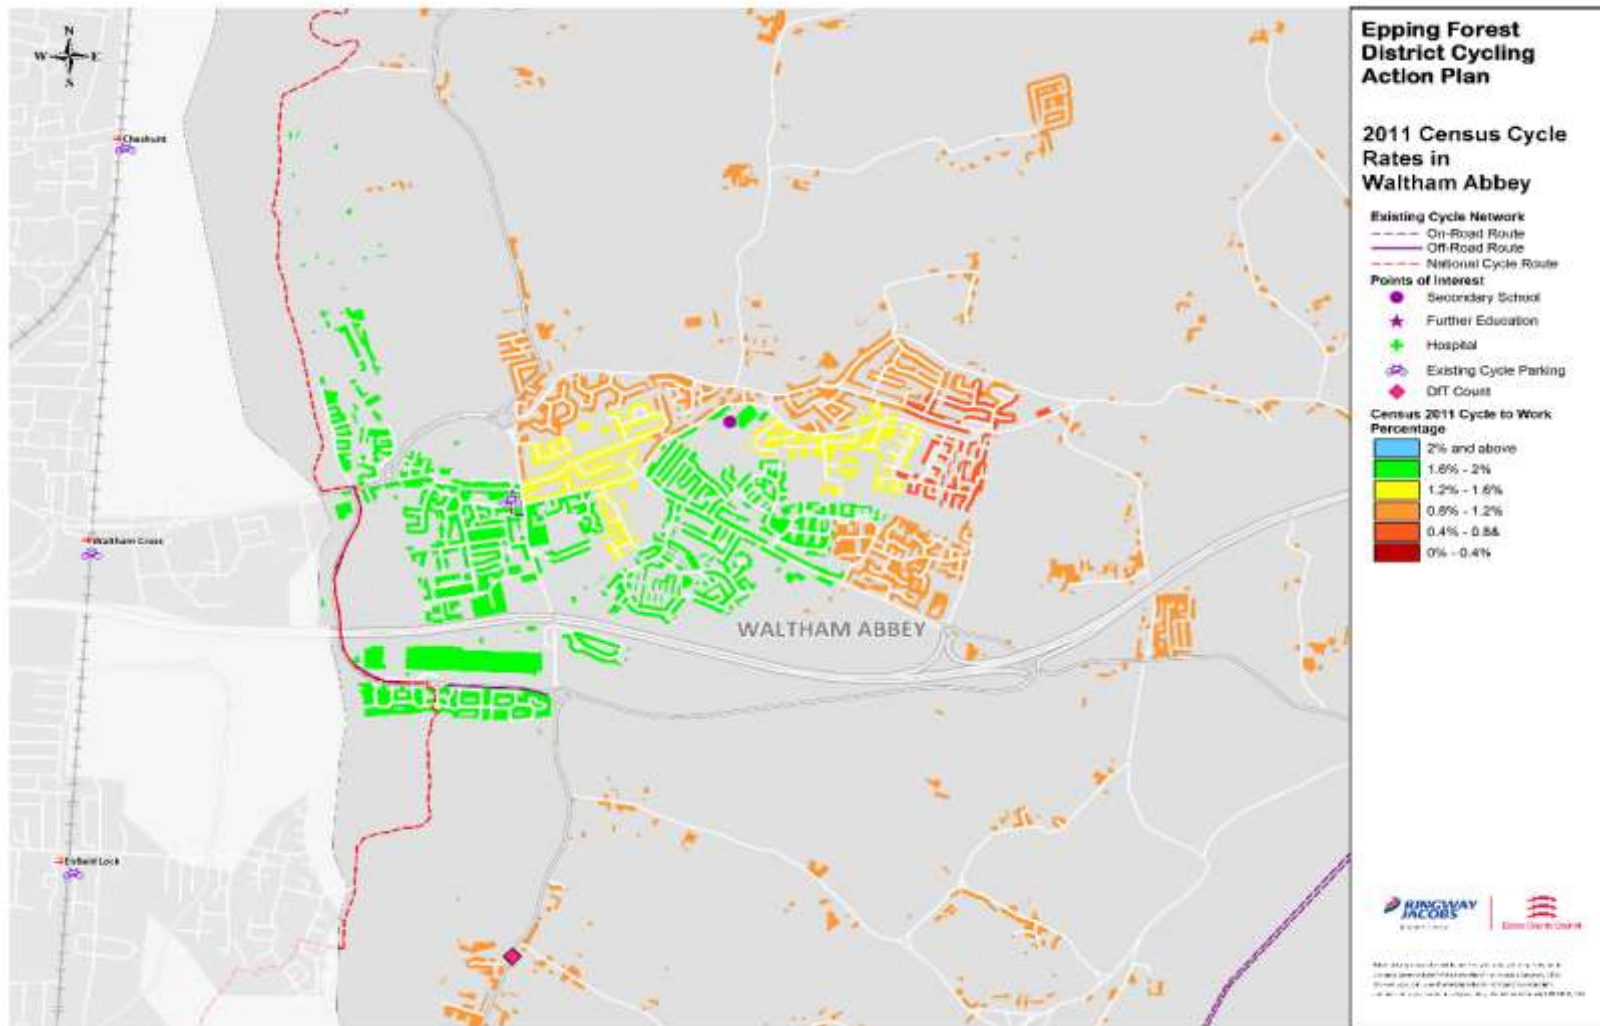 Epping Forest
District Cycling
Action Plan
2011 Census Cycle
Rates in
Waltham Abbey
Existing Cycle Network
On-Road Route
Off-Road Route
National Cycle Route
Points of Interest
Secondary School
Further Education
Hospital
Existing Cycle Parking
DfT Count
Census 2011 Cycle to Work
Percentage
2% and above
1.6% - 2%
1.2% - 1.6%
0.8% - 1.2%
0.4% - 0.8&
0% - 0.4%
RINGWAY
JACOBS
Essex County Council
N
W E
S
Cheshunt
Waltham Cross
WALTHAM ABBEY
Enfield Lock